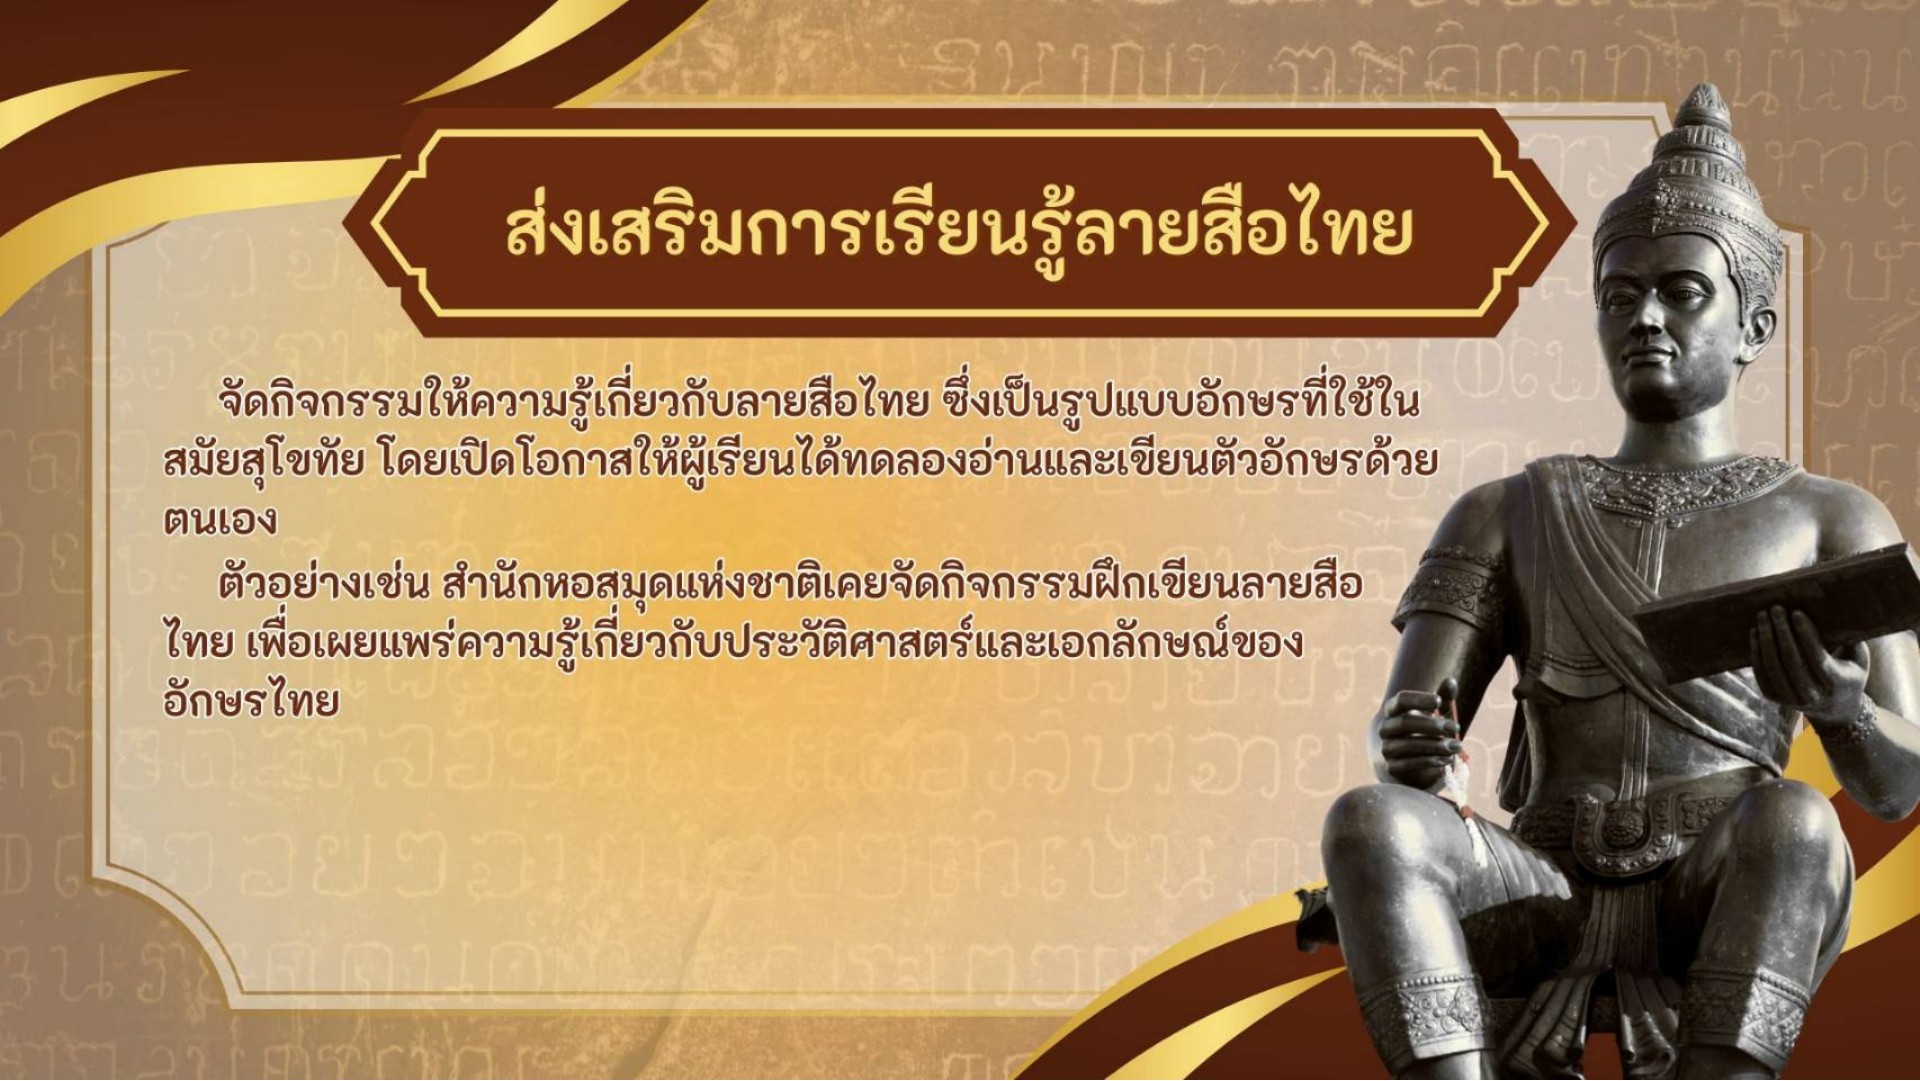 ส่งเสริมการเรียนรู้ลายสือไทย
จัดกิจกรรมให้ความรู้เกี่ยวกับลายสือไทย ซึ่งเป็นรูปแบบอักษรที่ใช้ใน
สมัยสุโขทัย โดยเปิดโอกาสให้ผู้เรียนได้ทดลองอ่านและเขียนตัวอักษรด้วย
ตนเอง
ตัวอย่างเช่น สำนักหอสมุดแห่งชาติเคยจัดกิจกรรมฝึกเขียนลายสือ
ไทย เพื่อเผยแพร่ความรู้เกี่ยวกับประวัติศาสตร์และเอกลักษณ์ของ
อักษรไทย